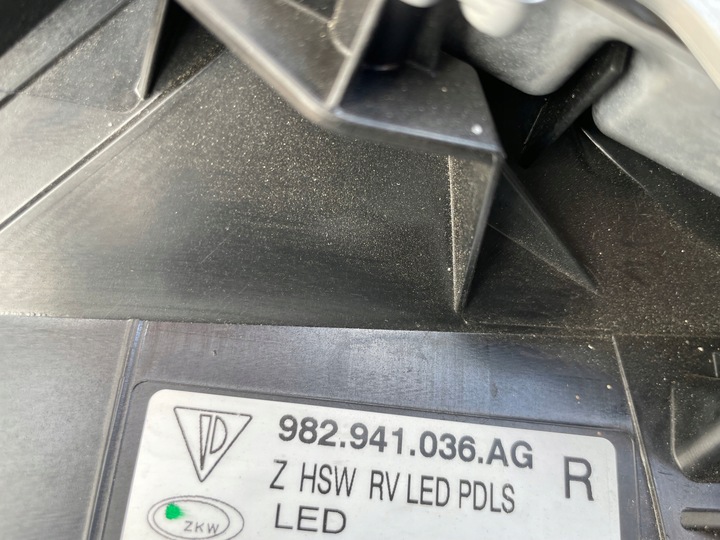 982.941.036.AG
Z HSW RV LED PDLS R
ZKW LED